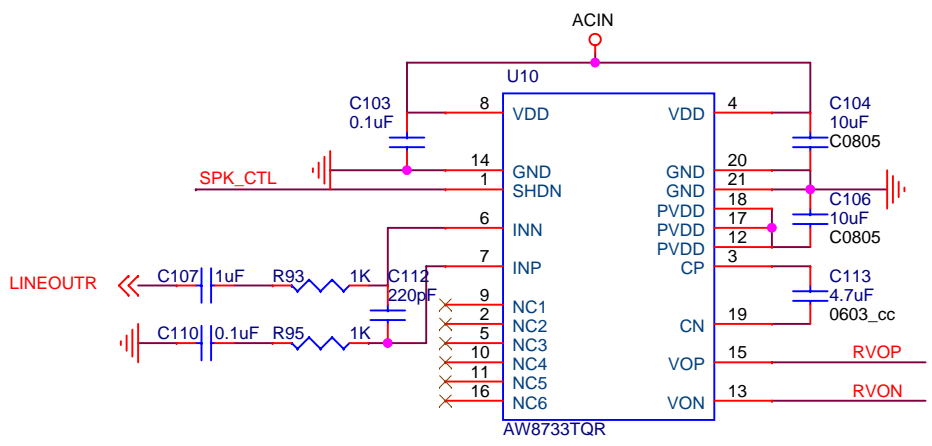 ACIN
U10
C103
0.1uF
8
VDD
VDD
4
C104
10uF
C0805
14
GND
GND
20
SPK_CTL
1
SHDN
GND
21
PVDD
18
C106
10uF
C0805
6
INN
PVDD
17
PVDD
12
LINEOUTR
C107
1uF
R93
1K
C112
220pF
7
INP
CP
3
C113
4.7uF
0603_cc
9
NC1
2
NC2
CN
19
C110
0.1uF
R95
1K
5
NC3
10
NC4
VOP
15
RVOP
11
NC5
16
NC6
VON
13
RVON
AW8733TQR